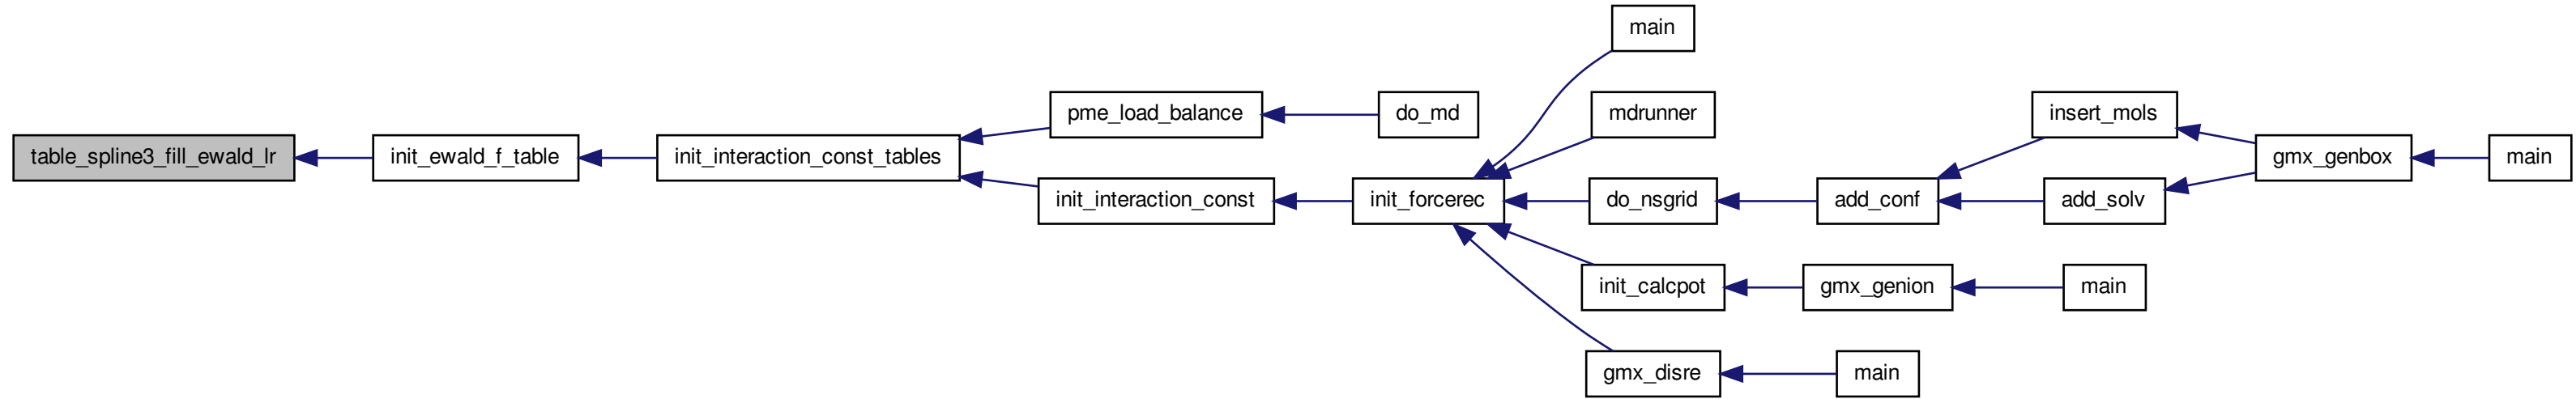 table_spline3_fill_ewald_lr
init_ewald_f_table
init_interaction_const_tables
pme_load_balance
do_md
init_interaction_const
init_forcerec
main
mdrunner
do_nsgrid
add_conf
insert_mols
add_solv
gmx_genbox
main
init_calcpot
gmx_genion
main
gmx_disre
main